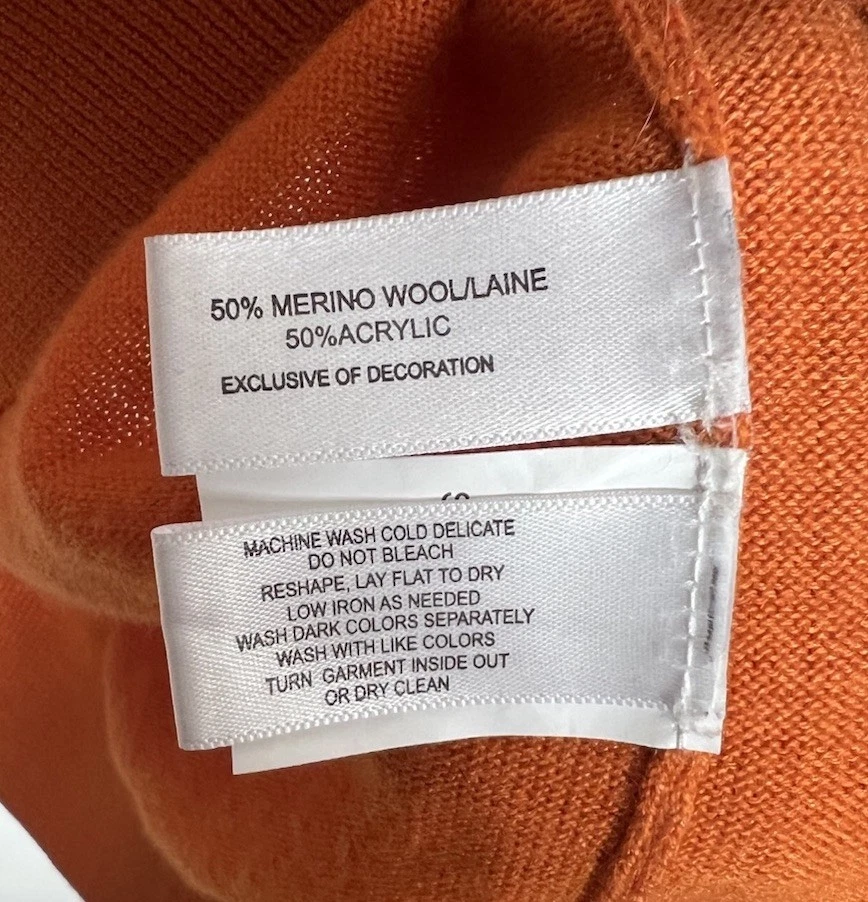 50% MERINO WOOL/LAINE
50%ACRYLIC
EXCLUSIVE OF DECORATION
MACHINE WASH COLD DELICATE
DO NOT BLEACH
RESHAPE, LAY FLAT TO DRY
LOW IRON AS NEEDED
WASH DARK COLORS SEPARATELY
WASH WITH LIKE COLORS
TURN GARMENT INSIDE OUT
OR DRY CLEAN